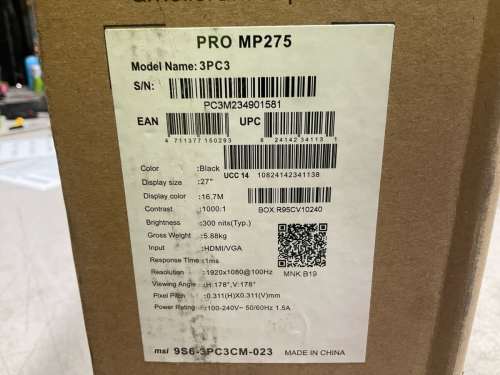 PRO MP275
Model Name: 3PC3
S/N:
PC3M234901581
EAN
UPC
4 711377 150293
8 24142 34113 1
UCC 14 10824142341138
Color :Black
Display size :27"
Display color :16.7M
Contrast :1000:1
Brightness :300 nits(Typ.)
Gross Weight :5.88kg
Input :HDMI/VGA
Response Time :1ms
Resolution :1920x1080@100Hz
Viewing Angle :H:178°,V:178°
Pixel Pitch :0.311(H)X0.311(V)mm
Power Rating :100-240V~ 50/60Hz 1.5A
BOX:R95CV10240
MNK.B19
msi 9S6-3PC3CM-023 MADE IN CHINA